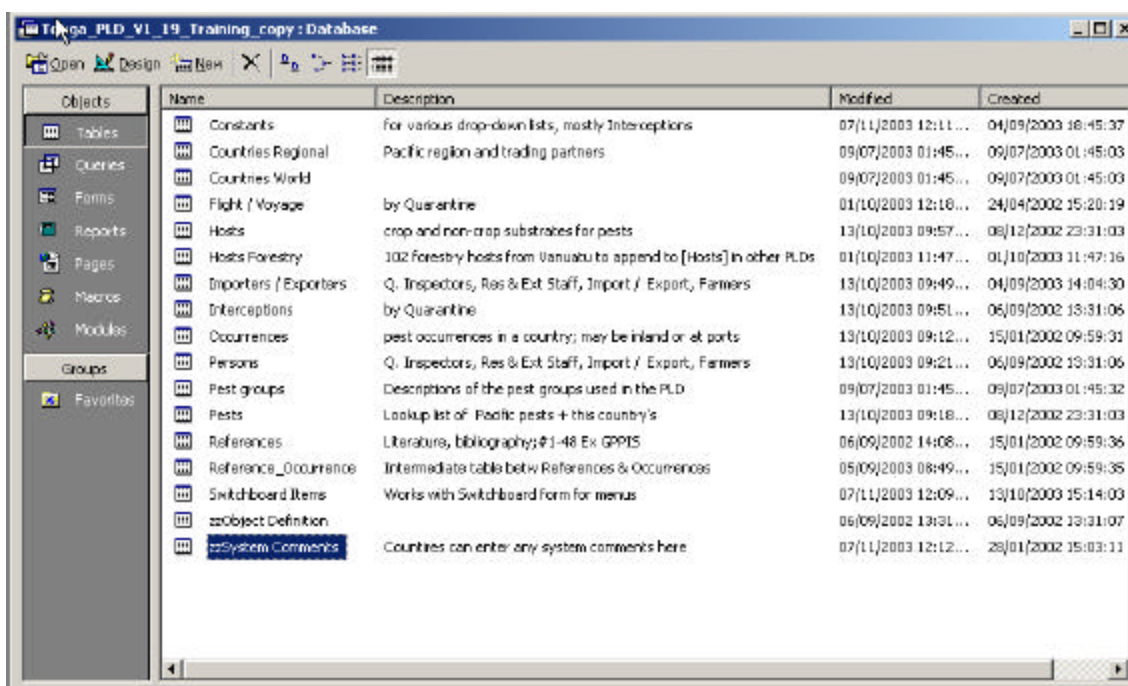 Tonga_PLD_V1_19_Training_copy : Database
Open Design New
Objects Name Description Modified Created
Tables Constants for various drop-down lists, mostly Interceptions 07/11/2003 12:11... 04/09/2003 18:45:37
Queries Countries Regional Pacific region and trading partners 09/07/2003 01:45... 09/07/2003 01:45:03
Countries World 09/07/2003 01:45... 09/07/2003 01:45:03
Forms Flight / Voyage by Quarantine 01/10/2003 12:18... 24/04/2002 15:20:19
Reports Hosts crop and non-crop substrates for pests 13/10/2003 09:57... 08/12/2002 23:31:03
Pages Hosts Forestry 102 forestry hosts from Vanuatu to append to [Hosts] in other PLDs 01/10/2003 11:47... 01/10/2003 11:47:16
Importers / Exporters Q. Inspectors, Res & Ext Staff, Import / Export, Farmers 13/10/2003 09:49... 04/09/2003 14:04:30
Macros Interceptions by Quarantine 13/10/2003 09:51... 06/09/2002 13:31:06
Modules Occurrences pest occurrences in a country; may be inland or at ports 13/10/2003 09:12... 15/01/2002 09:59:31
Groups Persons Q. Inspectors, Res & Ext Staff, Import / Export, Farmers 13/10/2003 09:21... 06/09/2002 13:31:06
Favorites Pest groups Descriptions of the pest groups used in the PLD 09/07/2003 01:45... 09/07/2003 01:45:32
Pests Lookup list of Pacific pests + this country's 13/10/2003 09:18... 08/12/2002 23:31:03
References Literature, bibliography;#1-48 Ex GPPIS 06/09/2002 14:08... 15/01/2002 09:59:36
Reference_Occurrence Intermediate table betw References & Occurrences 05/09/2003 08:49... 15/01/2002 09:59:35
Switchboard Items Works with Switchboard Form for menus 07/11/2003 12:09... 13/10/2003 15:14:03
zzObject Definition 06/09/2002 13:31... 06/09/2002 13:31:07
zzSystem Comments Countires can enter any system comments here 07/11/2003 12:12... 28/01/2002 15:03:11